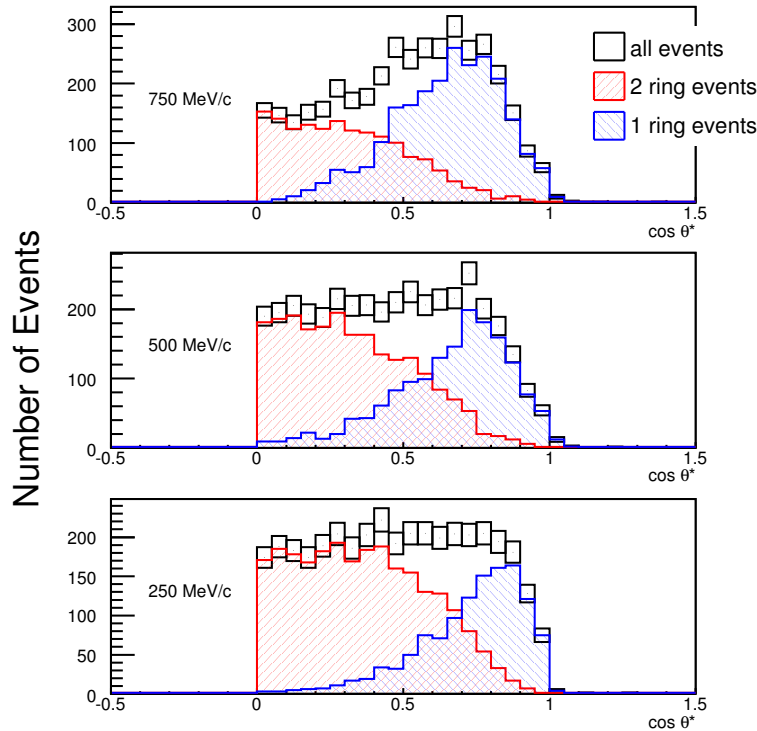 Number of Events
300
200
100
0
750 MeV/c
all events
2 ring events
1 ring events
-0.5 0 0.5 1 1.5
cos θ*
200
100
0
500 MeV/c
-0.5 0 0.5 1 1.5
cos θ*
200
150
100
50
0
250 MeV/c
-0.5 0 0.5 1 1.5
cos θ*